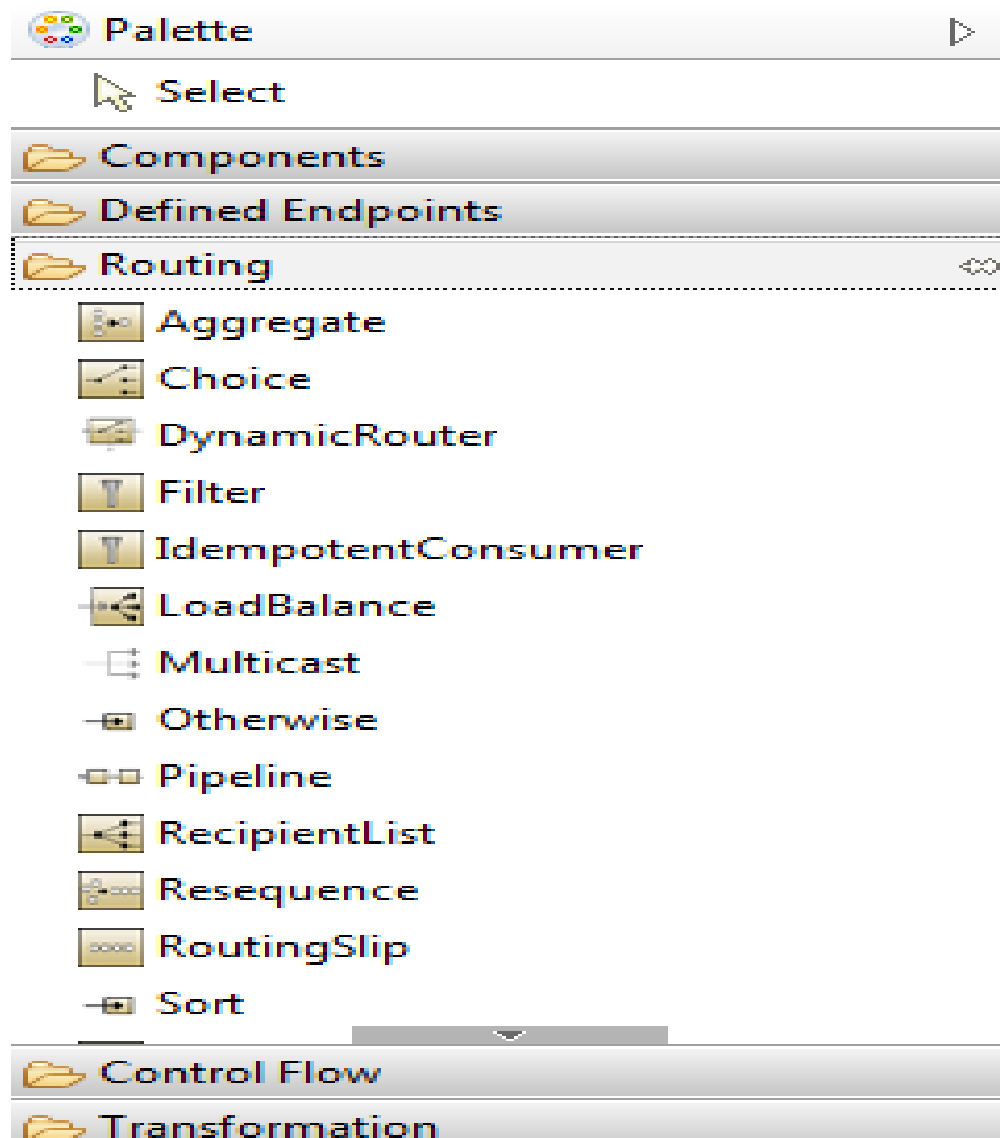 Palette
Select
Components
Defined Endpoints
Routing
Aggregate
Choice
DynamicRouter
Filter
IdempotentConsumer
LoadBalance
Multicast
Otherwise
Pipeline
RecipientList
Resequence
RoutingSlip
Sort
Control Flow
Transformation